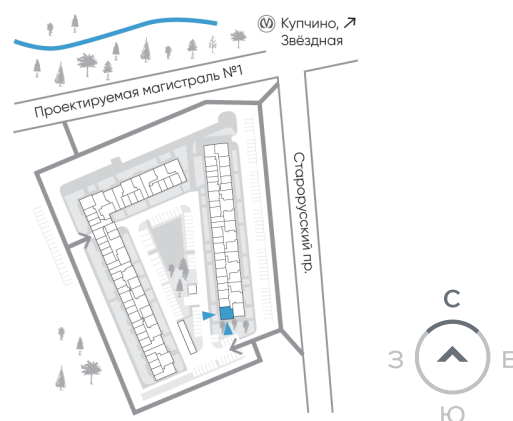 Купчино,
Звёздная
Проектируемая магистраль №1
Старорусский пр.
С
З
В
Ю